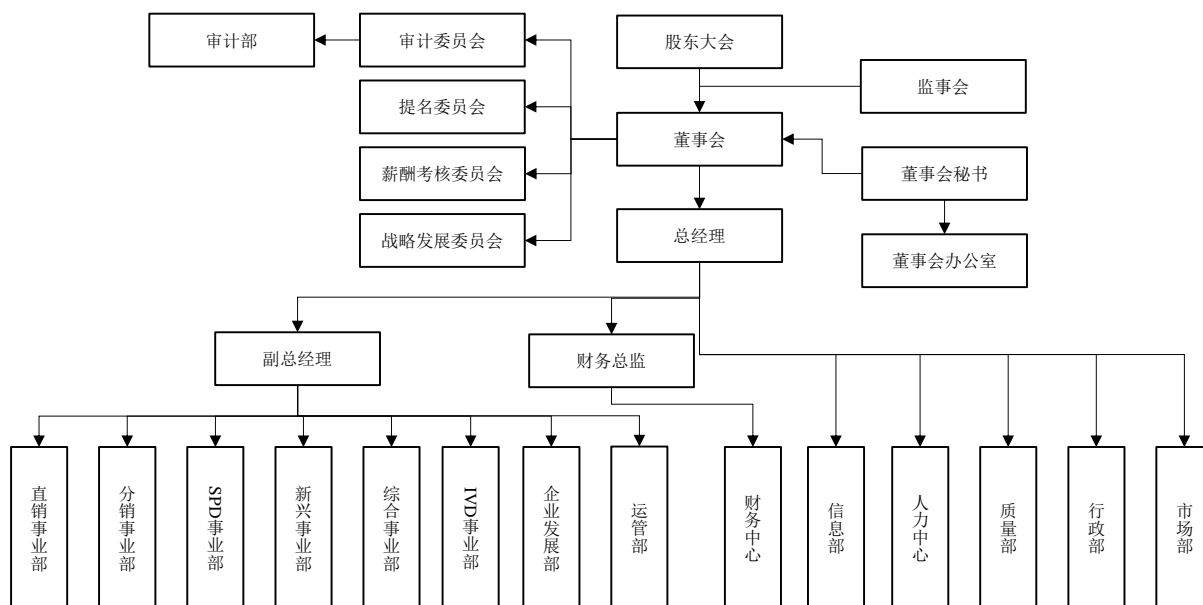 审计部
审计委员会
股东大会
监事会
提名委员会
董事会
薪酬考核委员会
董事会秘书
战略发展委员会
总经理
董事会办公室
副总经理
财务总监
直销事业部
分销事业部
SPD事业部
新兴事业部
综合事业部
IVD事业部
企业发展部
运管部
财务中心
信息部
人力中心
质量部
行政部
市场部